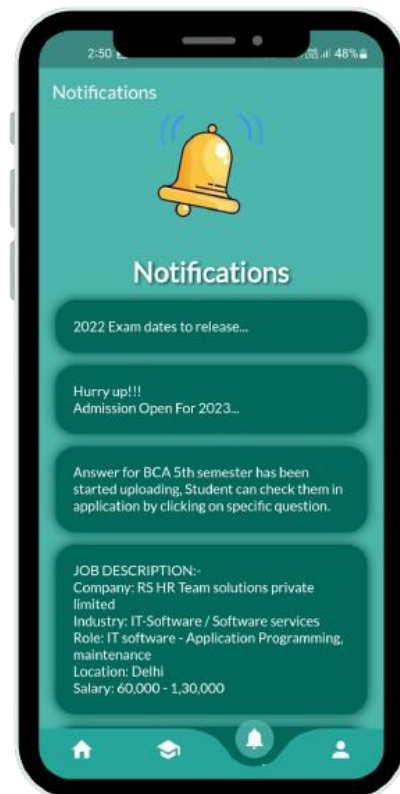 2:50
48%
Notifications
Notifications
2022 Exam dates to release...
Hurry up!!!
Admission Open For 2023...
Answer for BCA 5th semester has been
started uploading, Student can check them in
application by clicking on specific question.
JOB DESCRIPTION:-
Company: RS HR Team solutions private
limited
Industry: IT-Software / Software services
Role: IT software - Application Programming,
maintenance
Location: Delhi
Salary: 60,000 - 1,30,000